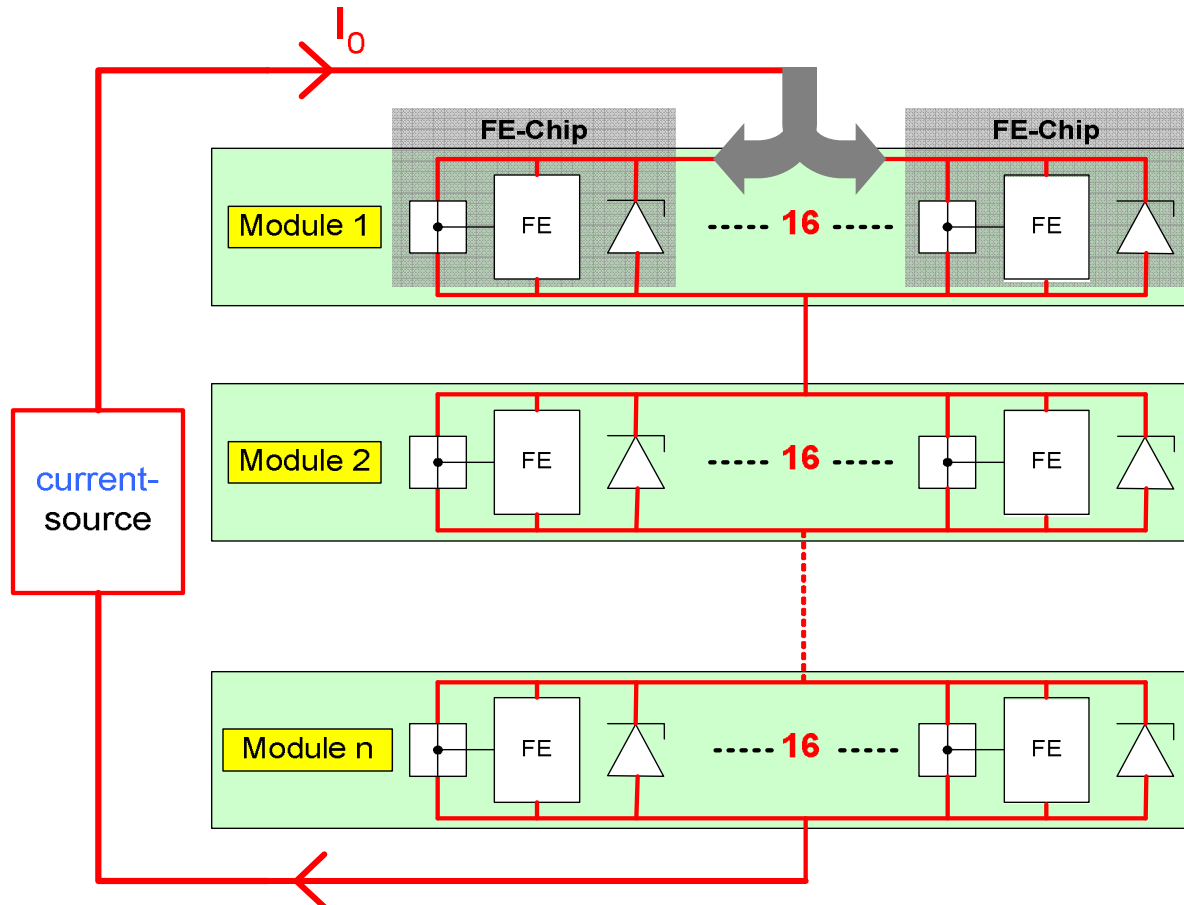 I0
FE-Chip
FE-Chip
Module 1
FE
16
FE
Module 2
FE
16
FE
current-
source
Module n
FE
16
FE